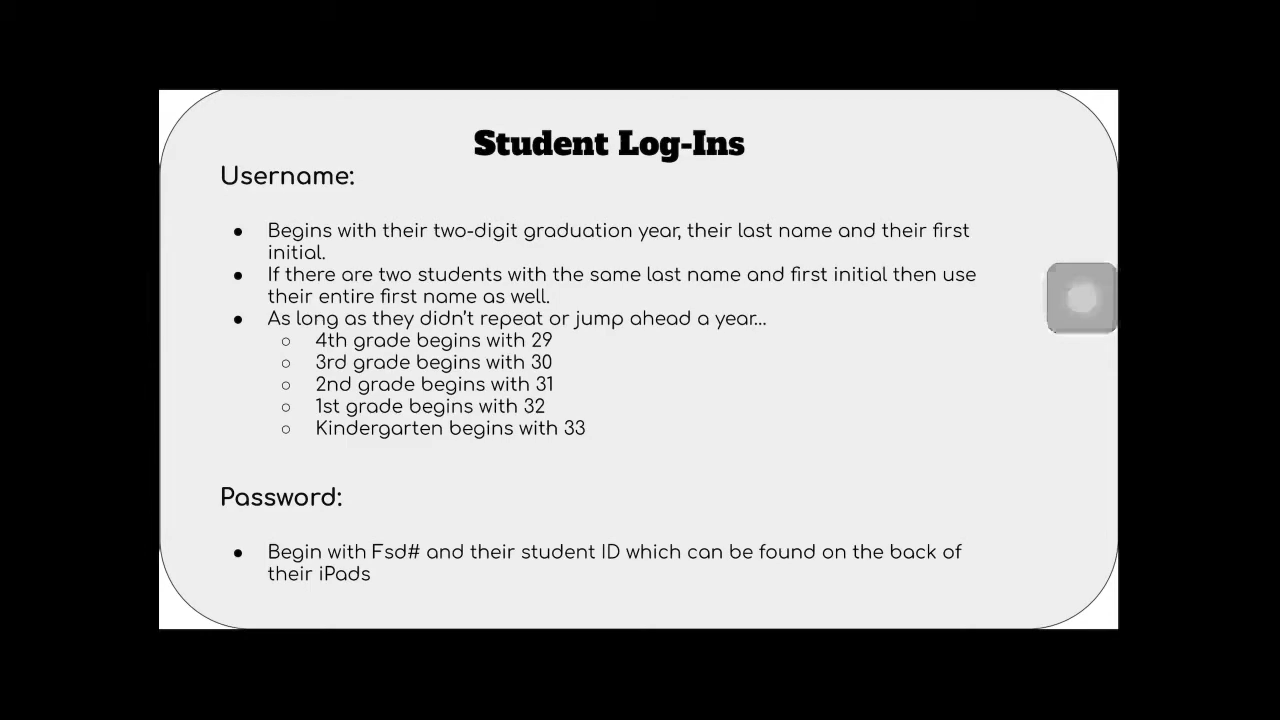 Student Log-Ins
Username:
● Begins with their two-digit graduation year, their last name and their first
initial.
● If there are two students with the same last name and first initial then use
their entire first name as well.
● As long as they didn’t repeat or jump ahead a year...
○ 4th grade begins with 29
○ 3rd grade begins with 30
○ 2nd grade begins with 31
○ 1st grade begins with 32
○ Kindergarten begins with 33
Password:
● Begin with Fsd# and their student ID which can be found on the back of
their iPads